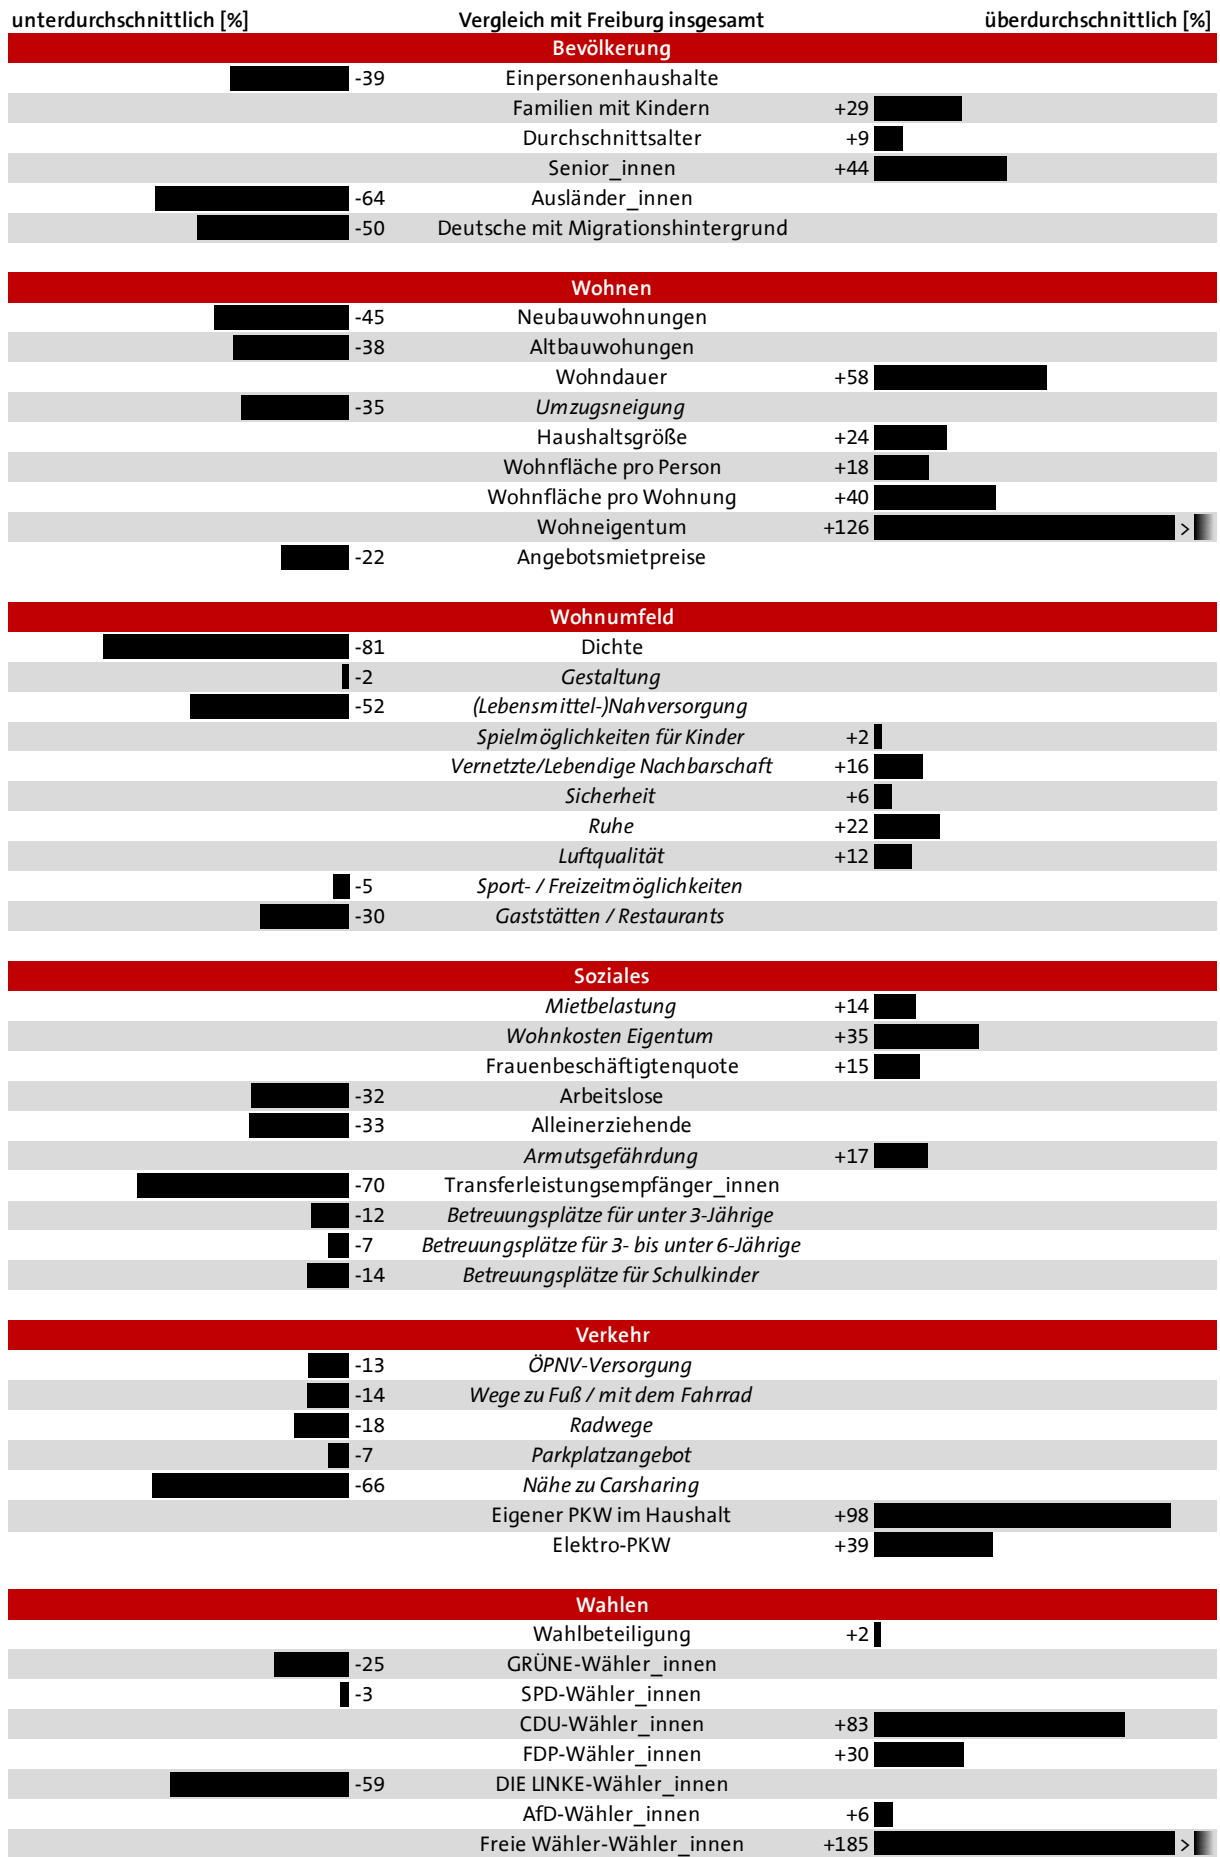 unterdurchschnittlich [%] Vergleich mit Freiburg insgesamt überdurchschnittlich [%]
Bevölkerung
-39 Einpersonenhaushalte
Familien mit Kindern +29
Durchschnittsalter +9
Senior_innen +44
-64 Ausländer_innen
-50 Deutsche mit Migrationshintergrund
Wohnen
-45 Neubauwohnungen
-38 Altbauwohungen
Wohndauer +58
-35 Umzugsneigung
Haushaltsgröße +24
Wohnfläche pro Person +18
Wohnfläche pro Wohnung +40
Wohneigentum +126 >
-22 Angebotsmietpreise
Wohnumfeld
-81 Dichte
-2 Gestaltung
-52 (Lebensmittel-)Nahversorgung
Spielmöglichkeiten für Kinder +2
Vernetzte/Lebendige Nachbarschaft +16
Sicherheit +6
Ruhe +22
Luftqualität +12
-5 Sport- / Freizeitmöglichkeiten
-30 Gaststätten / Restaurants
Soziales
Mietbelastung +14
Wohnkosten Eigentum +35
Frauenbeschäftigtenquote +15
-32 Arbeitslose
-33 Alleinerziehende
Armutsgefährdung +17
-70 Transferleistungsempfänger_innen
-12 Betreuungsplätze für unter 3-Jährige
-7 Betreuungsplätze für 3- bis unter 6-Jährige
-14 Betreuungsplätze für Schulkinder
Verkehr
-13 ÖPNV-Versorgung
-14 Wege zu Fuß / mit dem Fahrrad
-18 Radwege
-7 Parkplatzangebot
-66 Nähe zu Carsharing
Eigener PKW im Haushalt +98
Elektro-PKW +39
Wahlen
Wahlbeteiligung +2
-25 GRÜNE-Wähler_innen
-3 SPD-Wähler_innen
CDU-Wähler_innen +83
FDP-Wähler_innen +30
-59 DIE LINKE-Wähler_innen
AfD-Wähler_innen +6
Freie Wähler-Wähler_innen +185 >